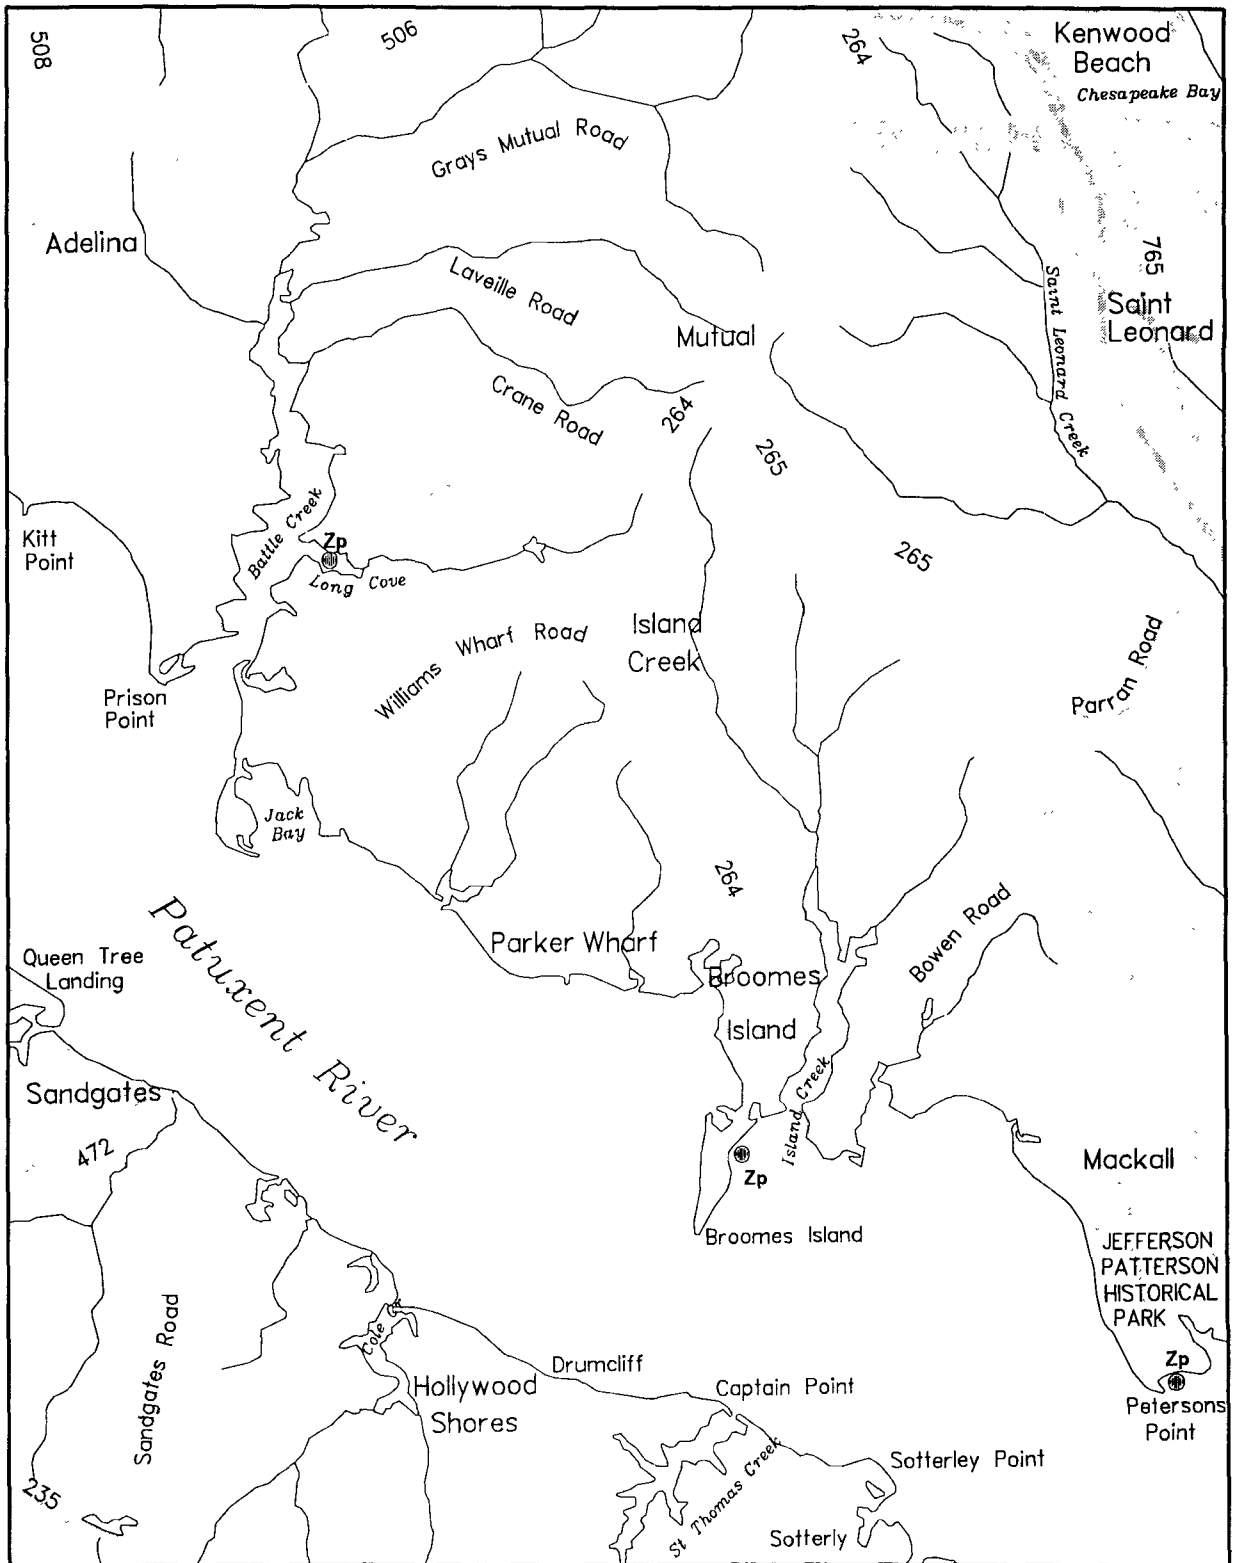 508
506
264
Kenwood
Beach
Chesapeake Bay
Grays Mutual Road
Adelina
765
Laveille Road
Saint Leonard Creek
Saint
Leonard
Mutual
Crane Road
264
265
Kitt
Point
Battle Creek
Zp
Long Cove
265
Island
Creek
Williams Wharf Road
Parran Road
Prison
Point
Jack
Bay
264
Patuxent River
Parker Wharf
Bowen Road
Queen Tree
Landing
Broomes
Island
Sandgates
Island Creek
472
Zp
Mackall
Broomes Island
JEFFERSON
PATTERSON
HISTORICAL
PARK
Sandgates Road
Cole
Drumcliff
Zp
Hollywood
Shores
Captain Point
Petersons
Point
St Thomas Creek
Sotterley Point
235
Sotterly